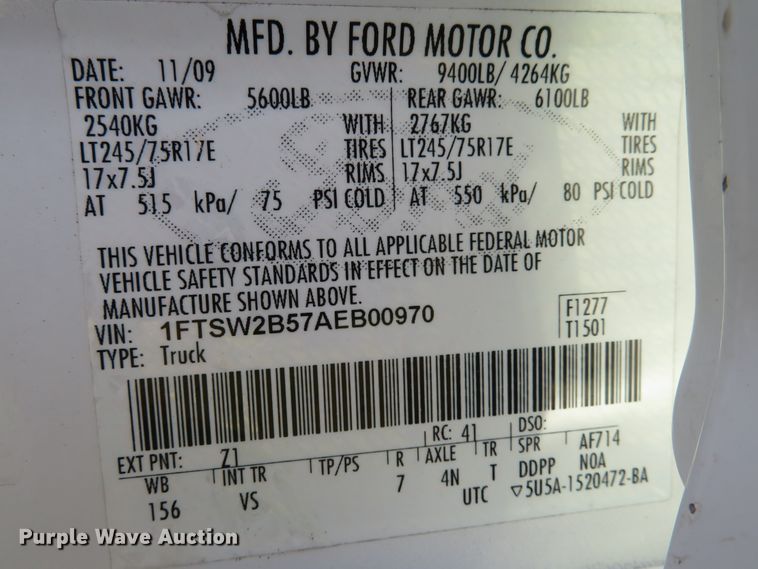 MFD. BY FORD MOTOR CO.
DATE: 11/09 GVWR: 9400LB/ 4264KG
FRONT GAWR: 5600LB REAR GAWR: 6100LB
2540KG WITH 2767KG WITH
LT245/75R17E TIRES LT245/75R17E TIRES
17x7.5J RIMS 17x7.5J RIMS
AT 515 kPa/ 75 PSI COLD AT 550 kPa/ 80 PSI COLD
THIS VEHICLE CONFORMS TO ALL APPLICABLE FEDERAL MOTOR
VEHICLE SAFETY STANDARDS IN EFFECT ON THE DATE OF
MANUFACTURE SHOWN ABOVE.
VIN: 1FTSW2B57AEB00970 F1277
TYPE: Truck T1501
EXT PNT: Z1 RC: 41 DSO:
WB INT TR TP/PS R AXLE TR SPR AF714
156 VS 7 4N T DDPP N0A
UTC ▽5U5A-1520472-BA
Purple Wave Auction